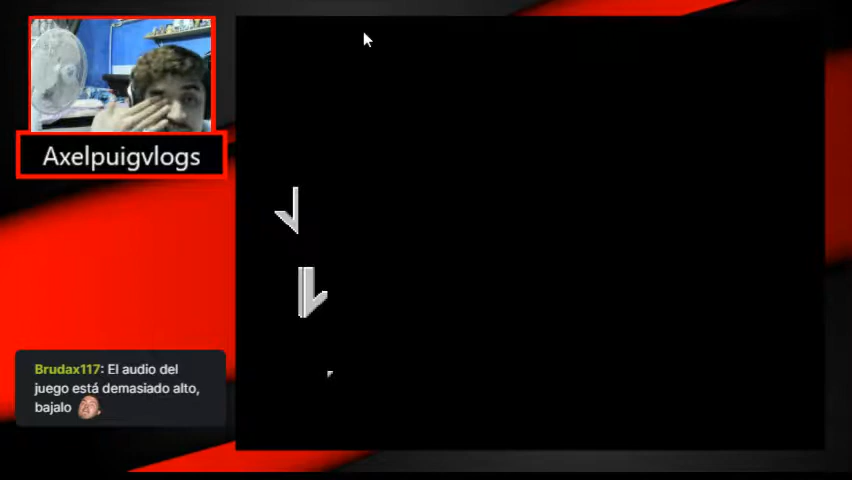 Axelpuigvlogs
Brudax117: El audio del
juego está demasiado alto,
bajalo